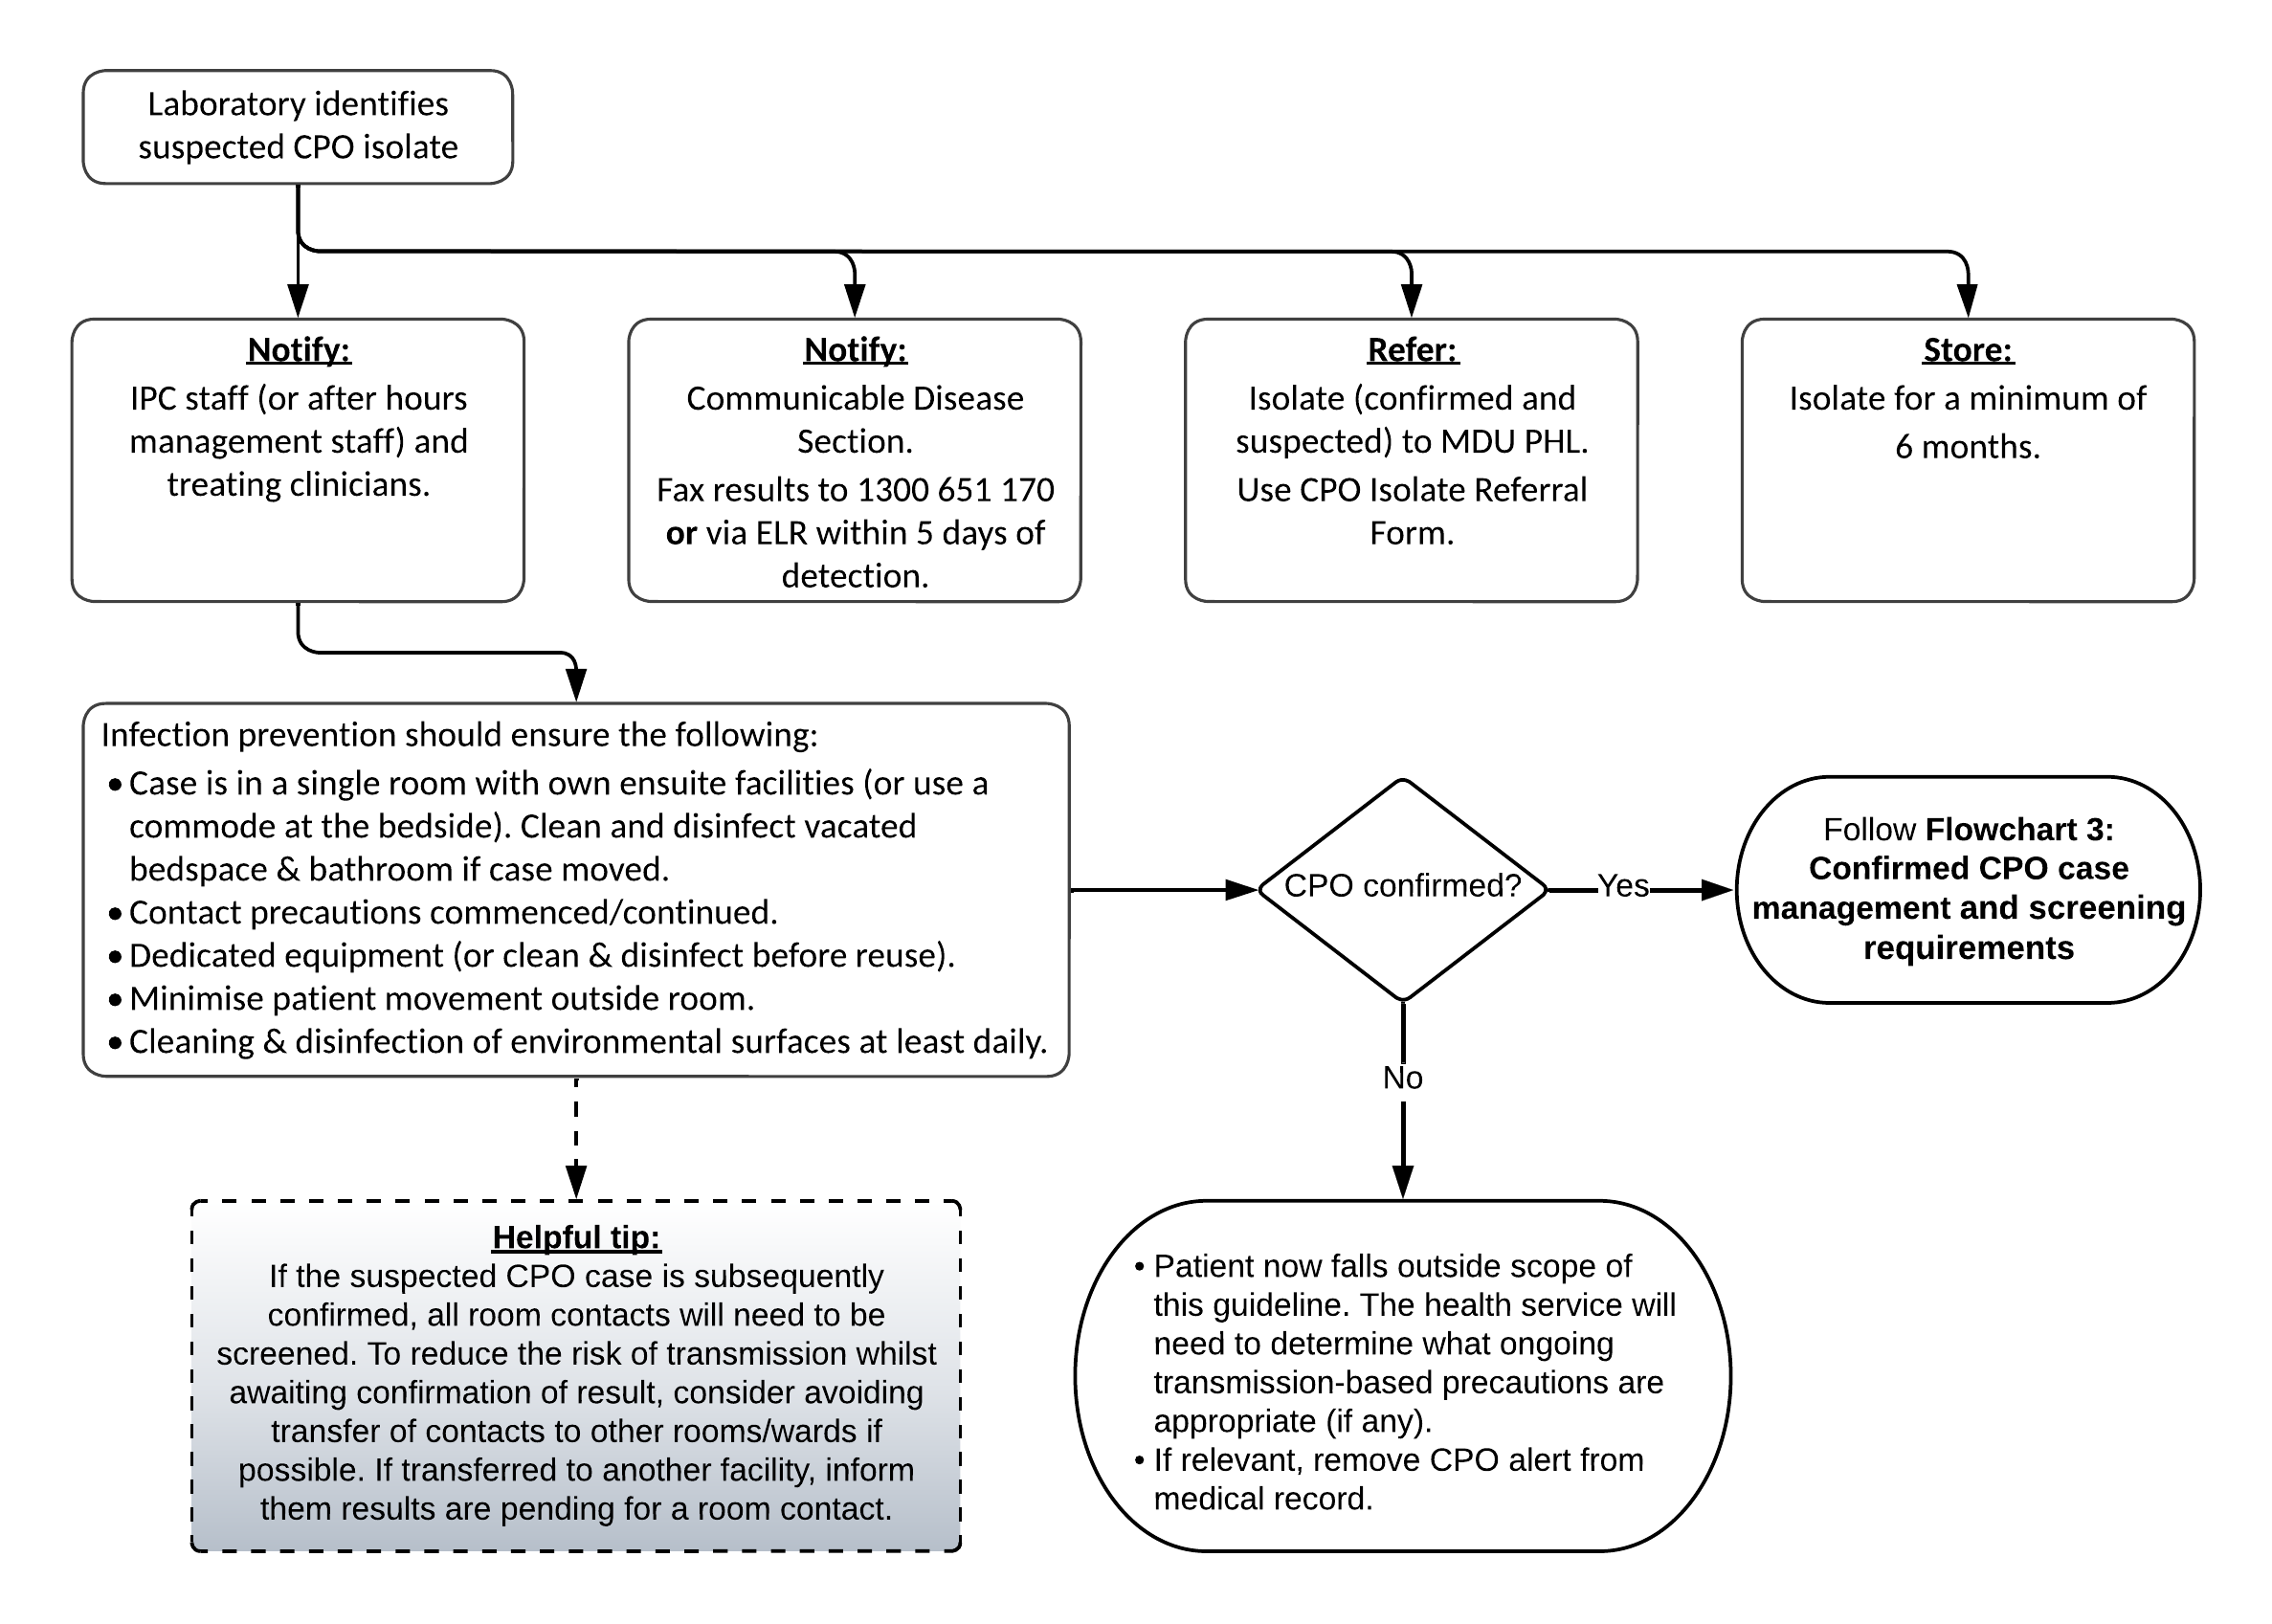 Laboratory identifies
suspected CPO isolate
Notify:
IPC staff (or after hours
management staff) and
treating clinicians.
Notify:
Communicable Disease
Section.
Fax results to 1300 651 170
or via ELR within 5 days of
detection.
Refer:
Isolate (confirmed and
suspected) to MDU PHL.
Use CPO Isolate Referral
Form.
Store:
Isolate for a minimum of
6 months.
Infection prevention should ensure the following:
• Case is in a single room with own ensuite facilities (or use a
commode at the bedside). Clean and disinfect vacated
bedspace & bathroom if case moved.
• Contact precautions commenced/continued.
• Dedicated equipment (or clean & disinfect before reuse).
• Minimise patient movement outside room.
• Cleaning & disinfection of environmental surfaces at least daily.
CPO confirmed?
Yes
Follow Flowchart 3:
Confirmed CPO case
management and screening
requirements
No
Helpful tip:
If the suspected CPO case is subsequently
confirmed, all room contacts will need to be
screened. To reduce the risk of transmission whilst
awaiting confirmation of result, consider avoiding
transfer of contacts to other rooms/wards if
possible. If transferred to another facility, inform
them results are pending for a room contact.
• Patient now falls outside scope of
this guideline. The health service will
need to determine what ongoing
transmission-based precautions are
appropriate (if any).
• If relevant, remove CPO alert from
medical record.